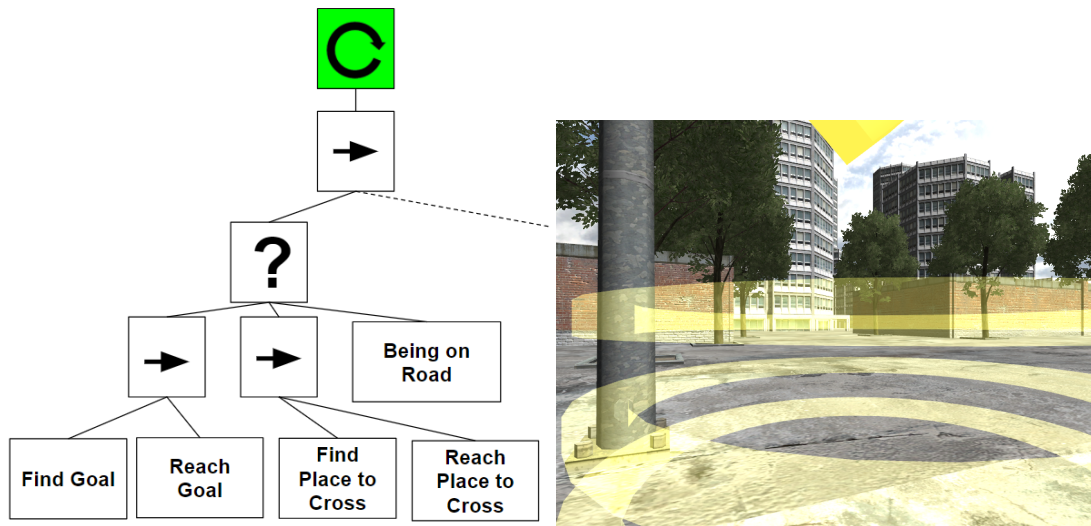 ?
Being on
Road
Find Goal
Reach
Goal
Find
Place to
Cross
Reach
Place to
Cross